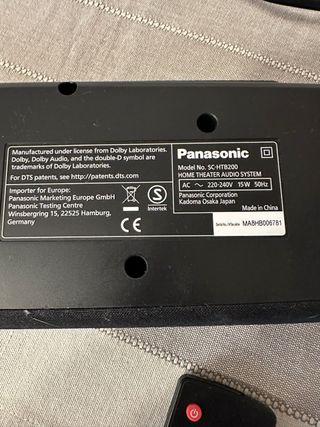 Manufactured under license from Dolby Laboratories.
Dolby, Dolby Audio, and the double-D symbol are
trademarks of Dolby Laboratories.
For DTS patents, see http://patents.dts.com.
Importer for Europe:
Panasonic Marketing Europe GmbH
Panasonic Testing Centre
Winsbergring 15, 22525 Hamburg,
Germany
S
Intertek
CE
Panasonic
Model No. SC-HTB200
HOME THEATER AUDIO SYSTEM
AC ~ 220-240V 15W 50Hz
Panasonic Corporation
Kadoma Osaka Japan
Made in China
MA8HB006781